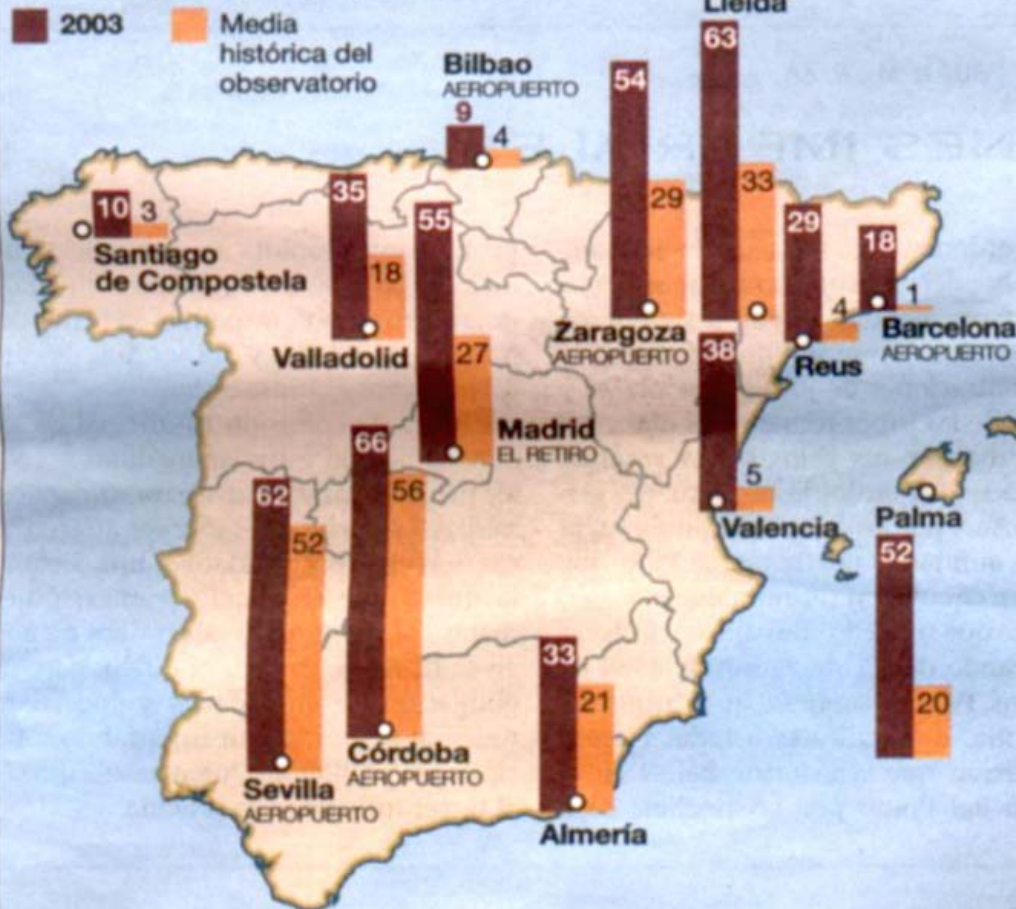 2003
Media
histórica del
observatorio
Bilbao
AEROPUERTO
9
4
Lleida
63
33
54
29
Zaragoza
AEROPUERTO
10
3
Santiago
de Compostela
35
18
Valladolid
55
27
Madrid
EL RETIRO
29
4
Reus
18
1
Barcelona
AEROPUERTO
38
5
Valencia
Palma
52
20
66
56
Córdoba
AEROPUERTO
62
52
Sevilla
AEROPUERTO
33
21
Almería